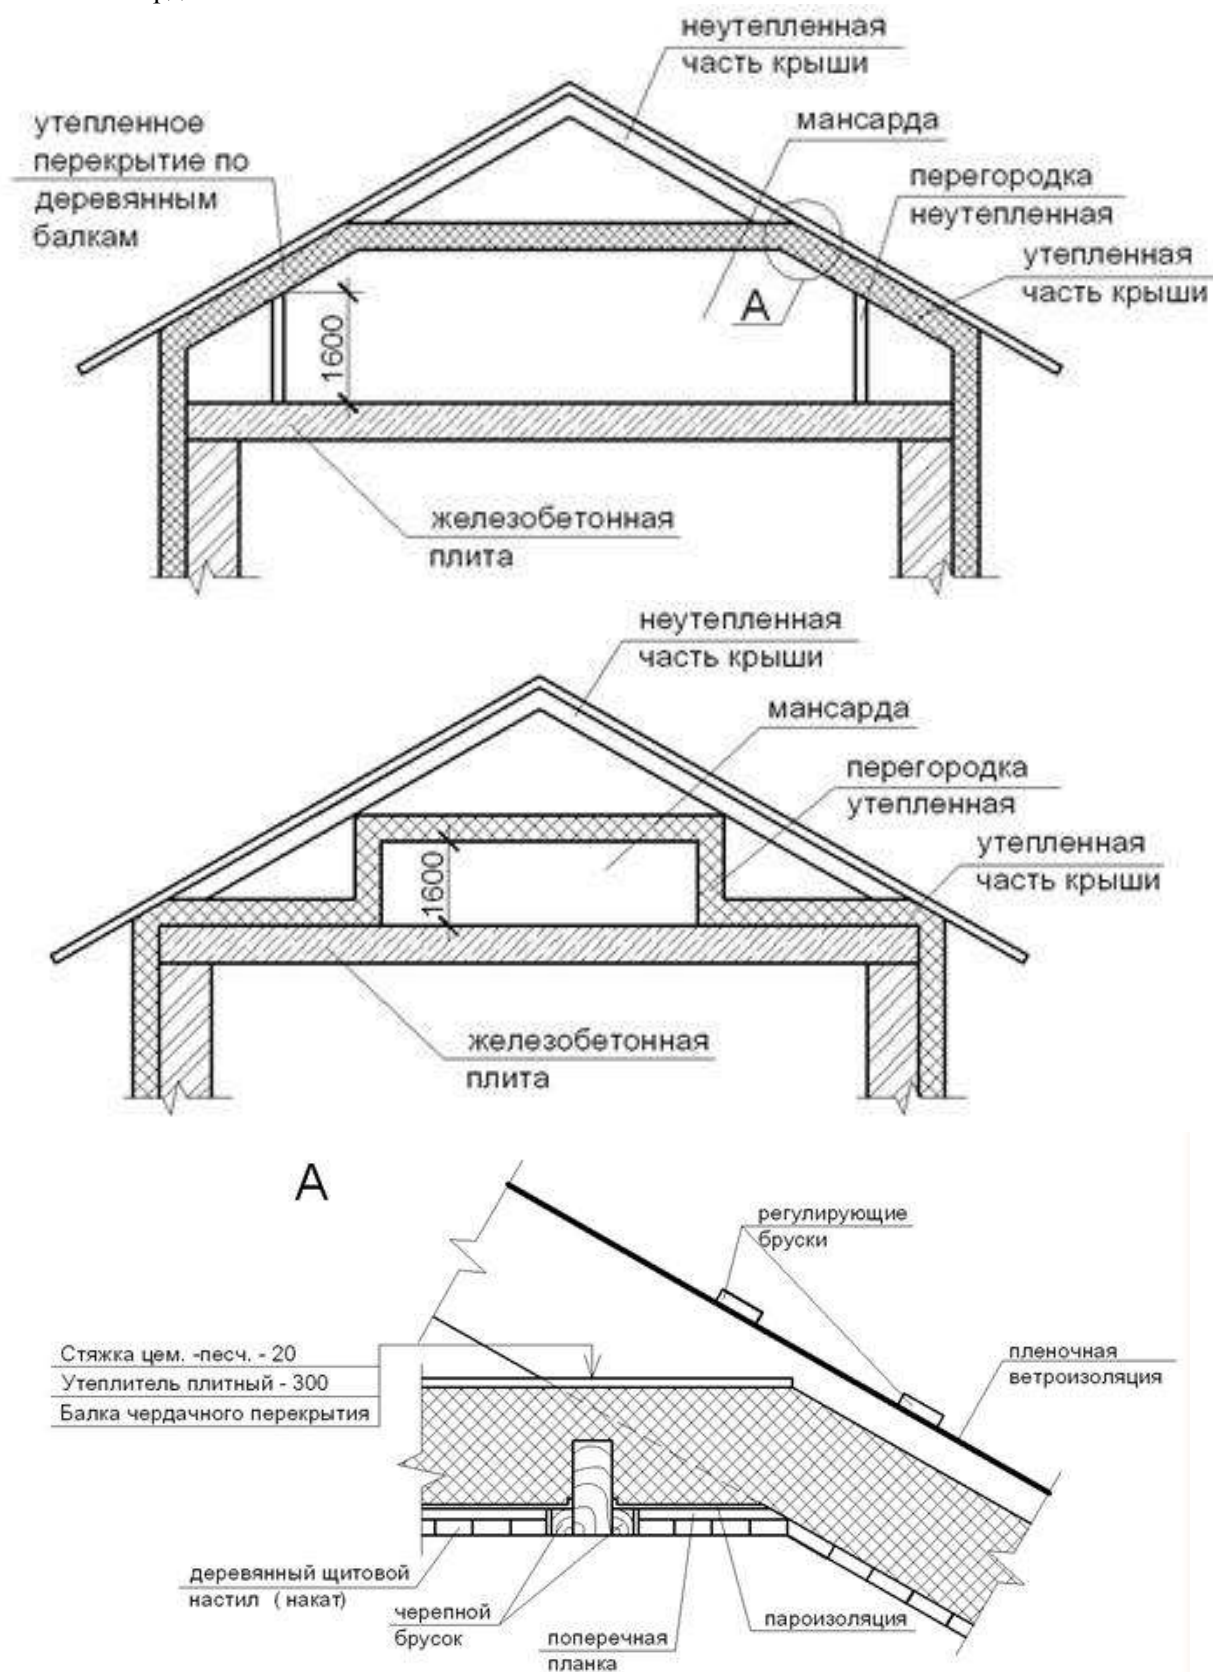 неутепленная
часть крыши
мансарда
утепленное
перекрытие по
деревянным
балкам
перегородка
неутепленная
утепленная
часть крыши
А
1600
железобетонная
плита
неутепленная
часть крыши
мансарда
перегородка
утепленная
утепленная
часть крыши
1600
железобетонная
плита
А
регулирующие
бруски
Стяжка цем. -песч. - 20
Утеплитель плитный - 300
Балка чердачного перекрытия
пленочная
ветроизоляция
деревянный щитовой
настил ( накат)
черепной
брусок
поперечная
планка
пароизоляция